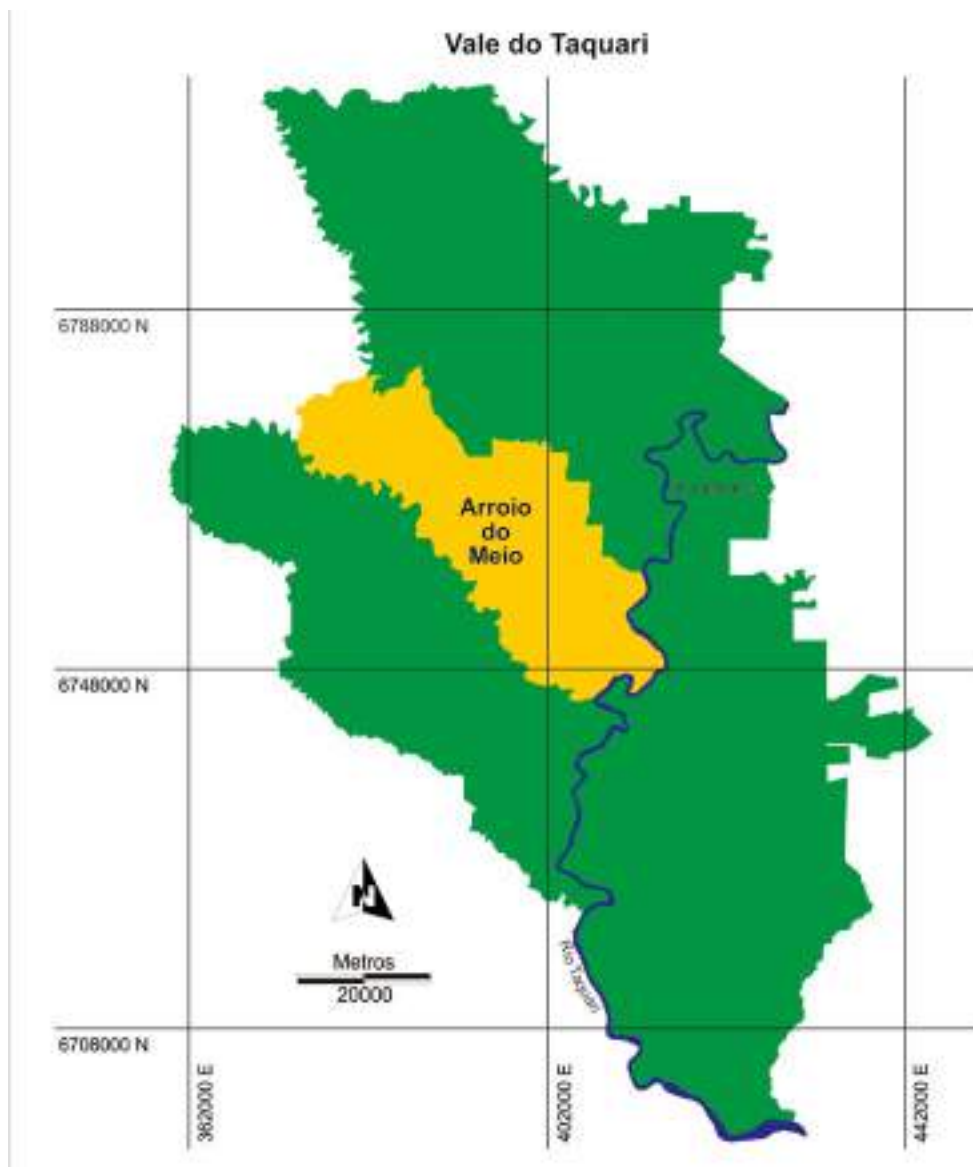 Vale do Taquari
6788000 N
Arroio
do
Meio
6748000 N
N
Metros
20000
Rio Taquari
6708000 N
362000 E
402000 E
442000 E